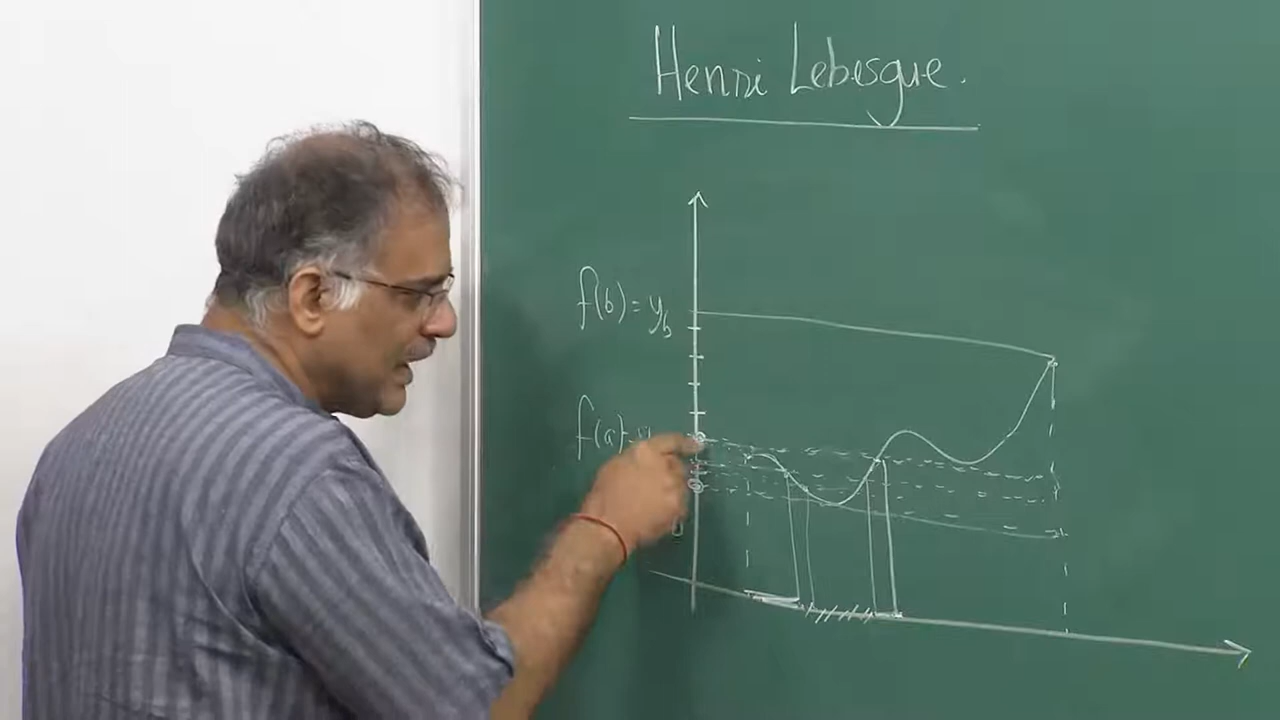 Henri Lebesgue.
f(b) = y_b
f(a) =